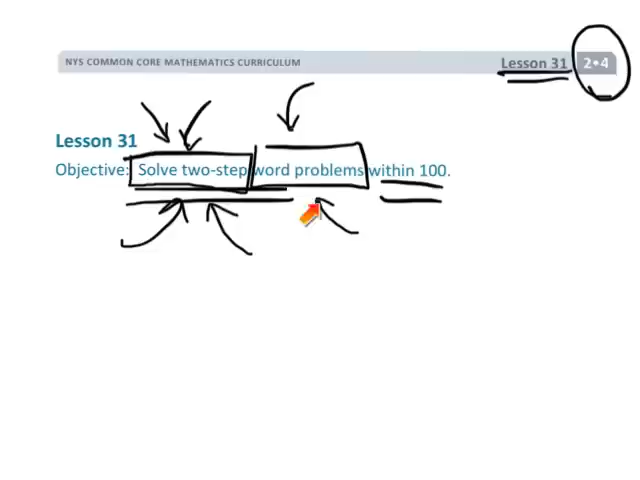 NYS COMMON CORE MATHEMATICS CURRICULUM Lesson 31 2•4
Lesson 31
Objective: Solve two-step word problems within 100.